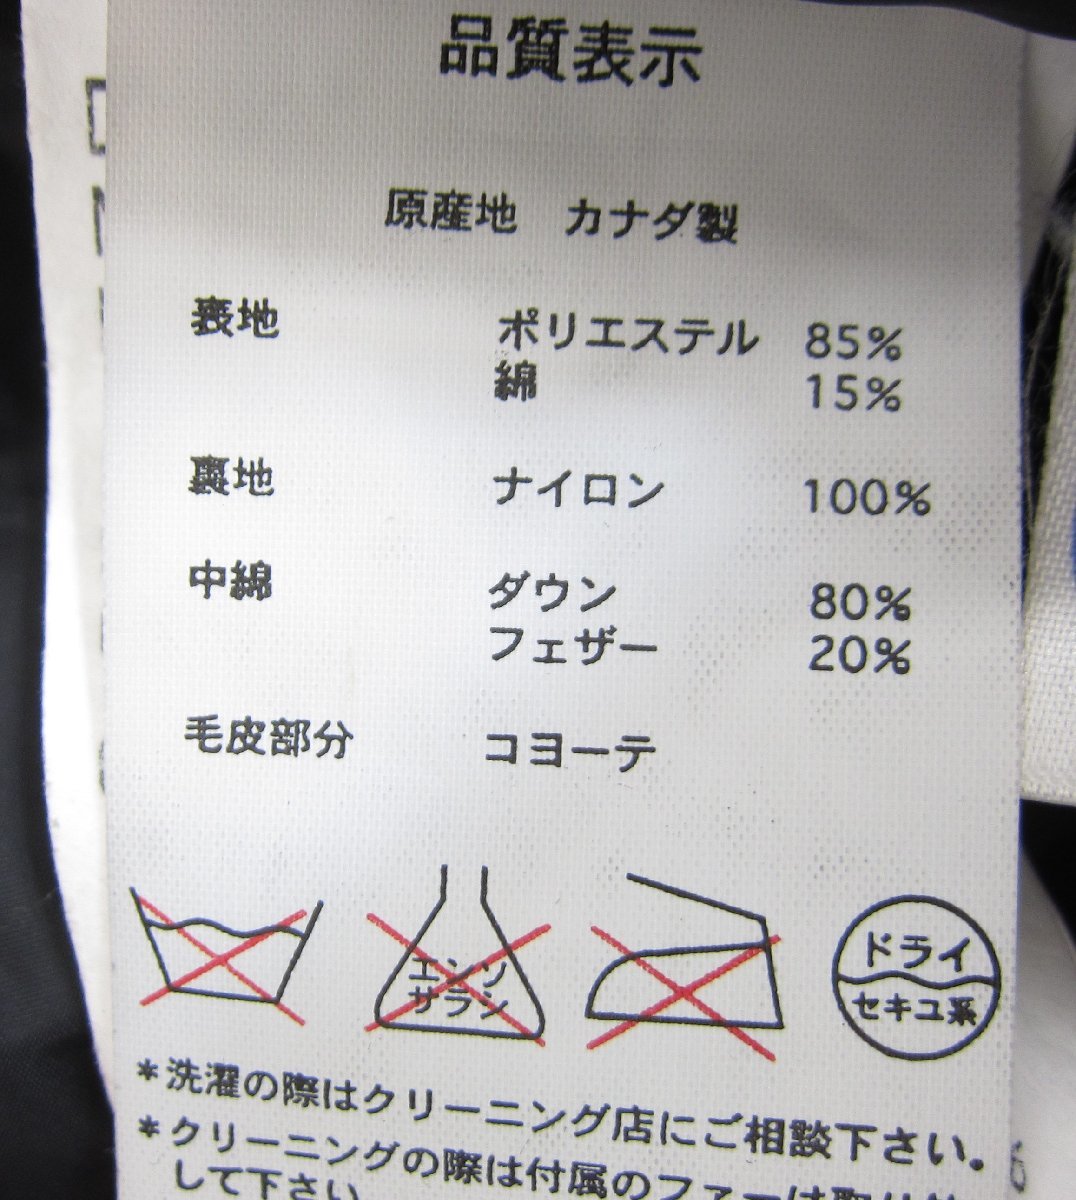 品質表示
原産地 カナダ製
表地 ポリエステル 85%
綿 15%
裏地 ナイロン 100%
中綿 ダウン 80%
フェザー 20%
毛皮部分 コヨーテ
エンソ
サラシ
ドライ
セキユ系
*洗濯の際はクリーニング店にご相談下さい。
*クリーニングの際は付属のファーは取り
して下さい